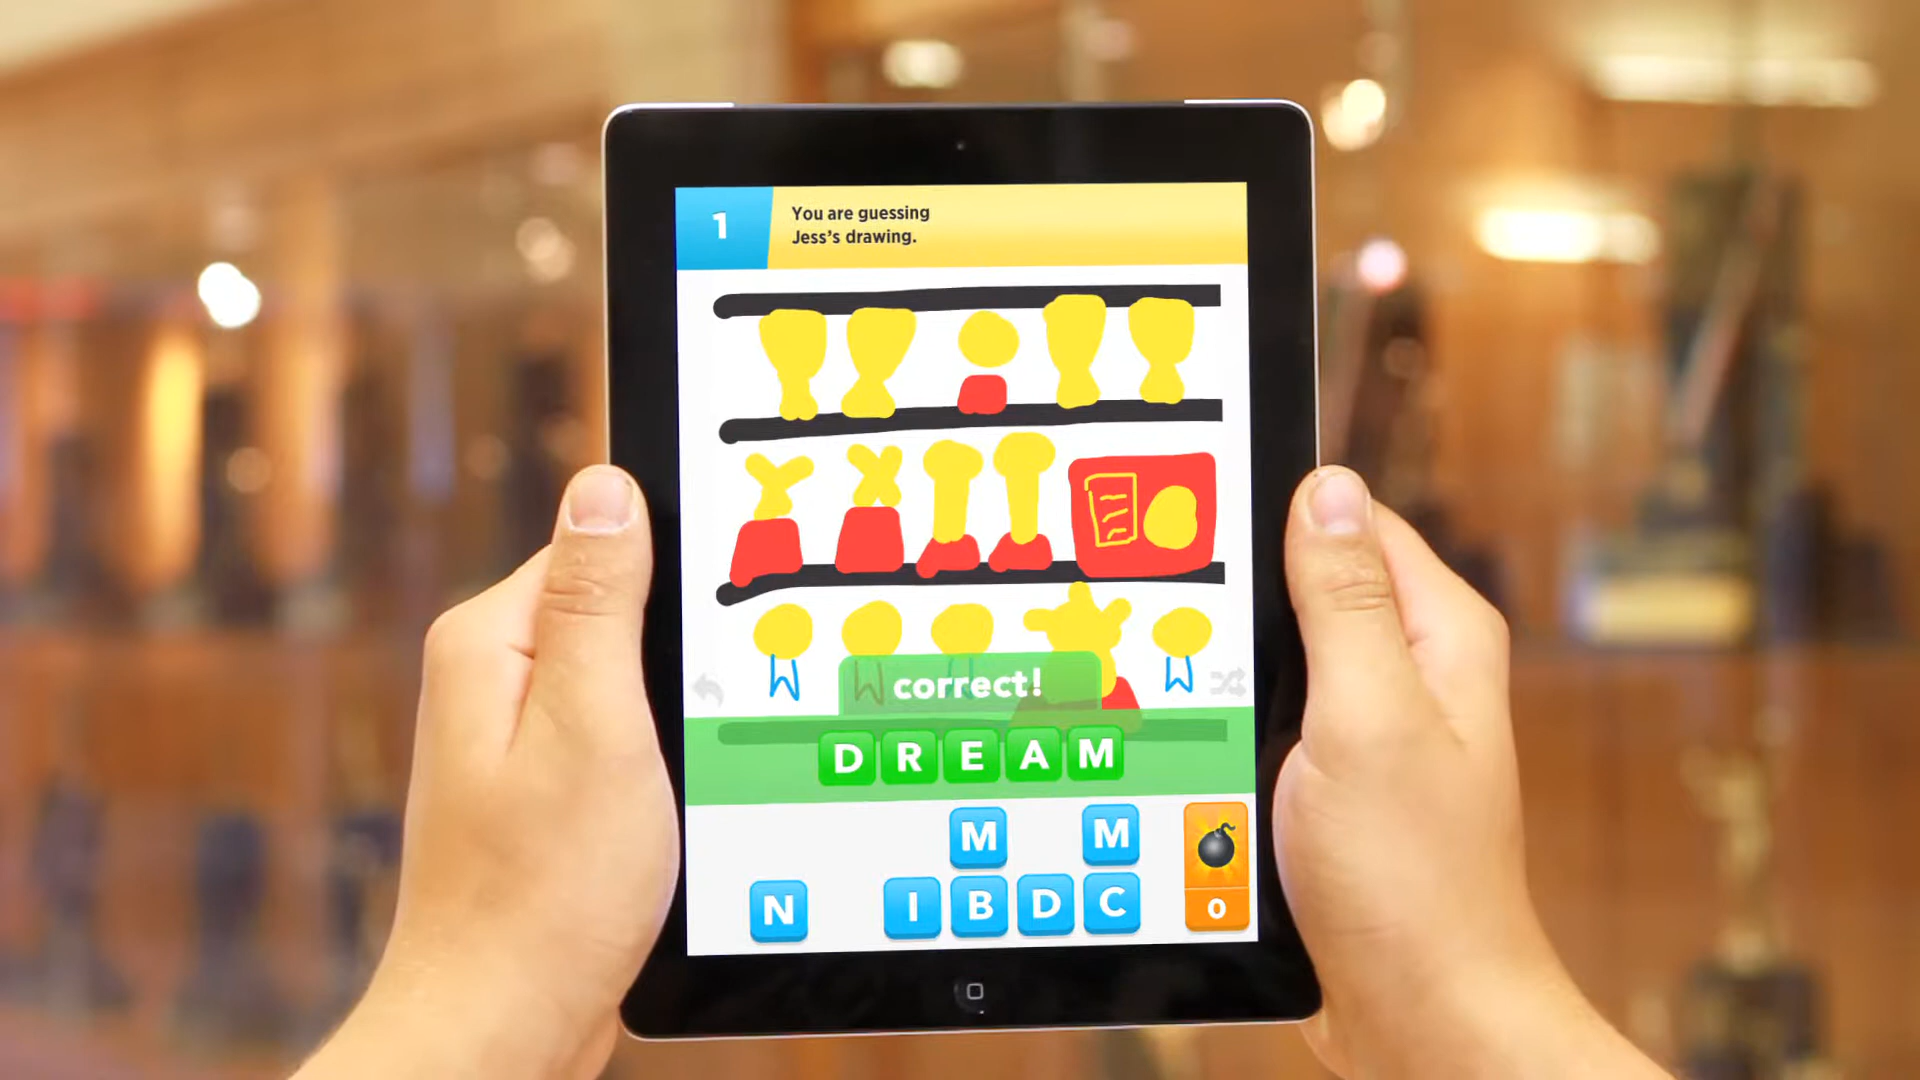 1
You are guessing
Jess's drawing.
correct!
DREAM
M M
N I B D C
0